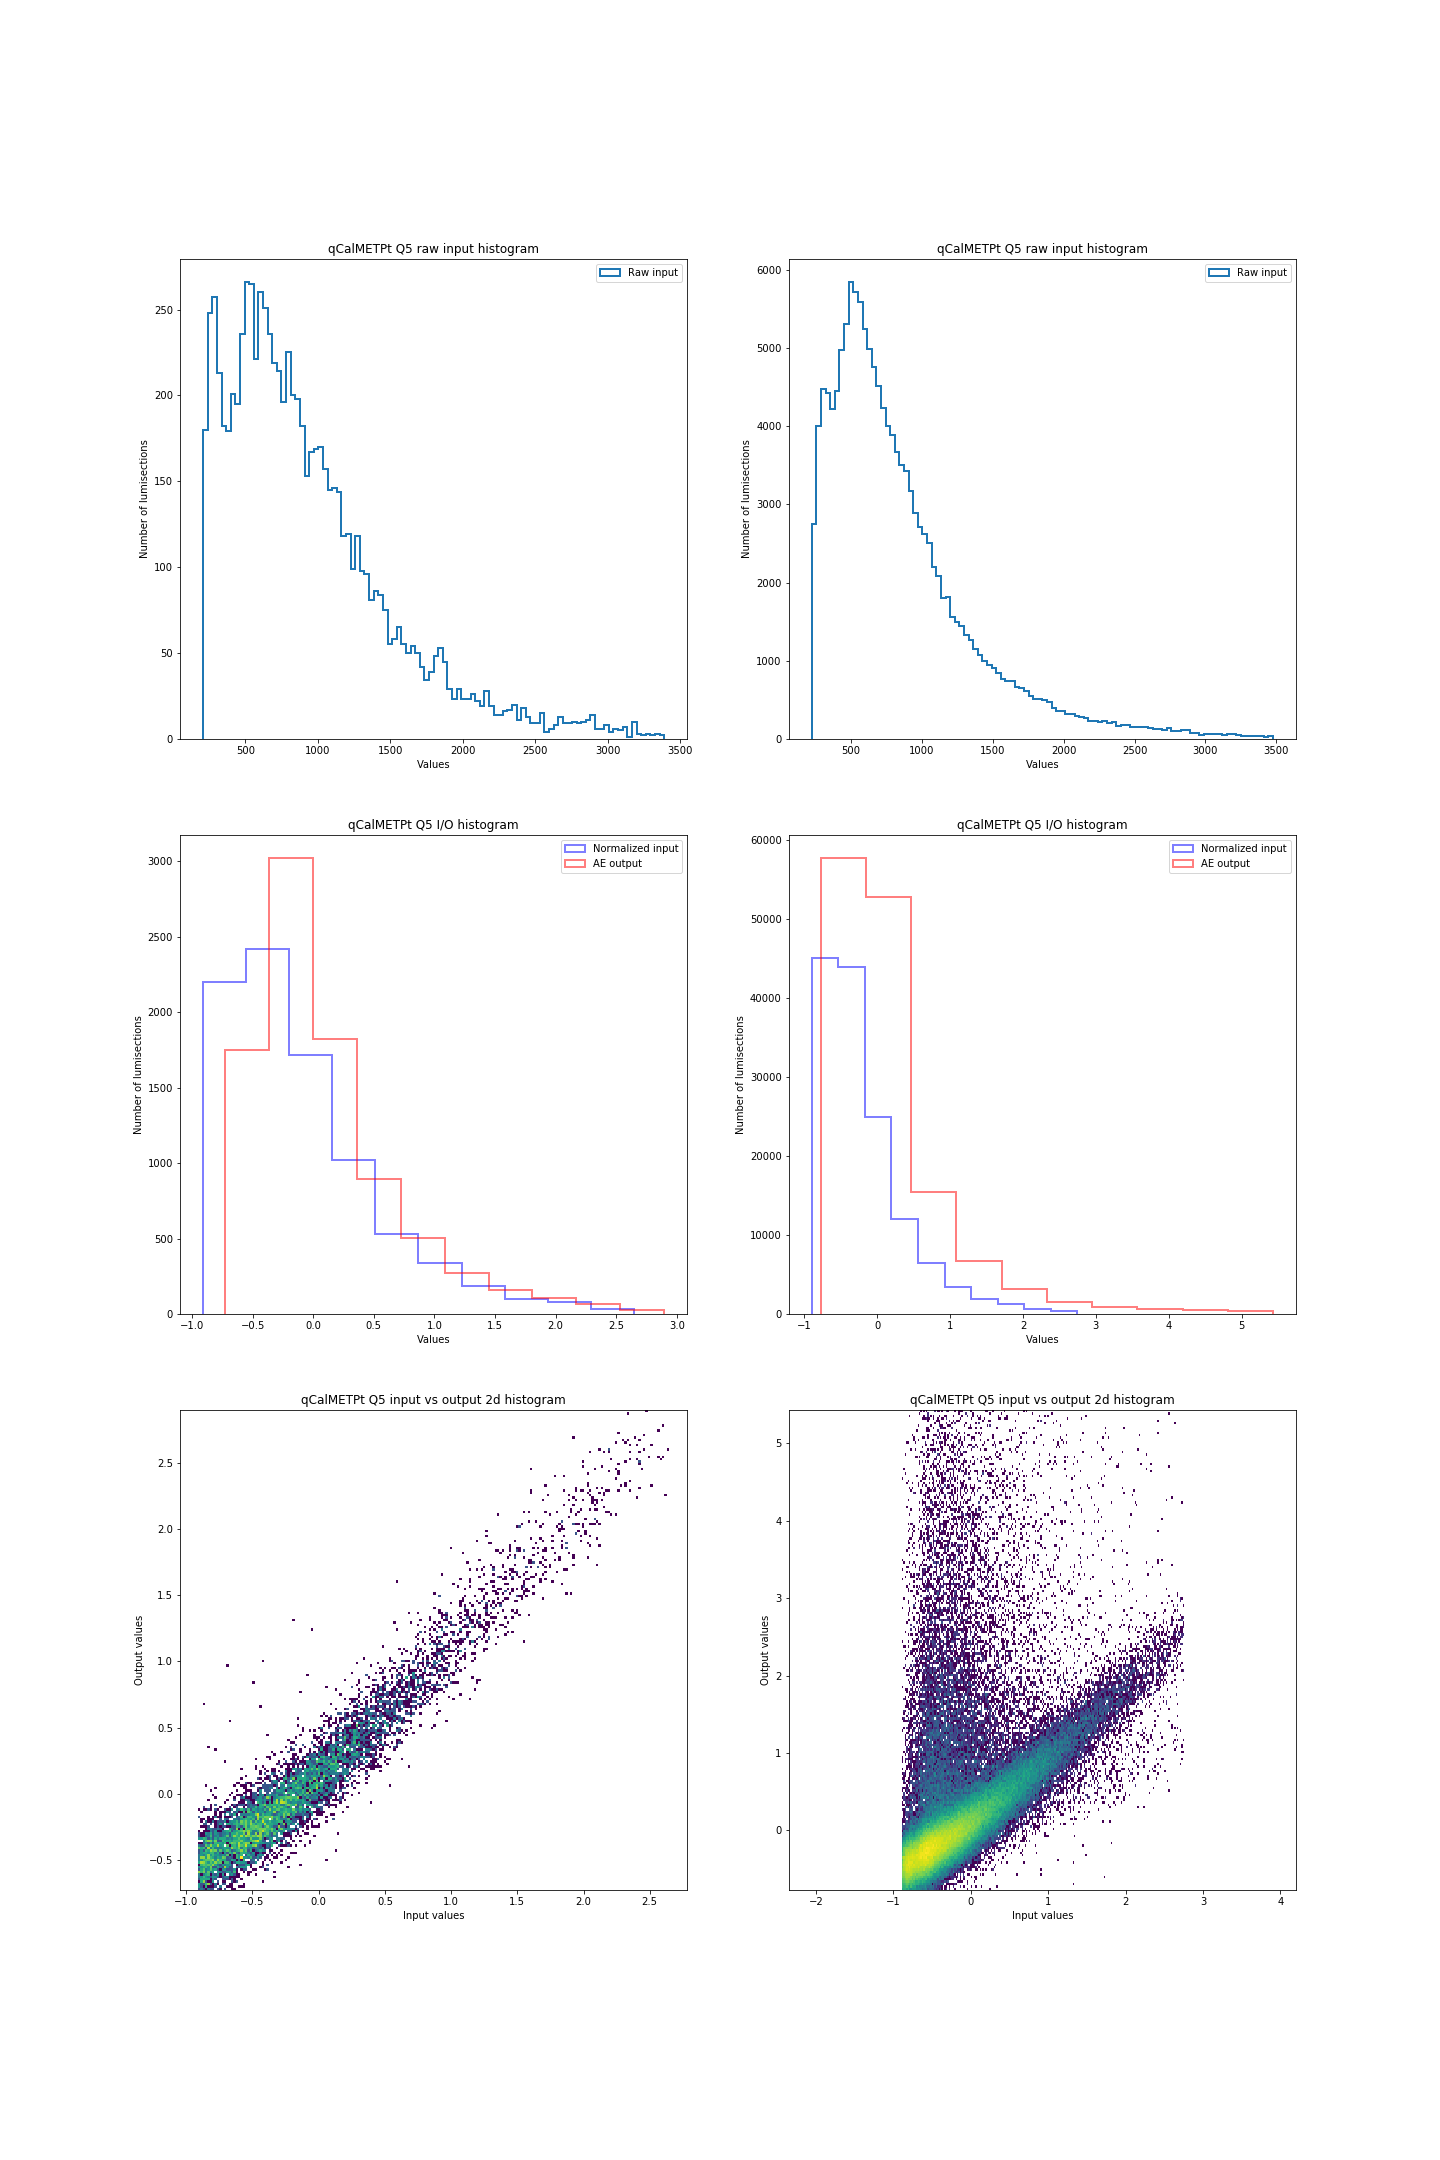 qCalMETPt Q5 raw input histogram
Raw input
250
200
150
100
50
0
Number of lumisections
500 1000 1500 2000 2500 3000 3500
Values
qCalMETPt Q5 raw input histogram
Raw input
6000
5000
4000
3000
2000
1000
0
Number of lumisections
500 1000 1500 2000 2500 3000 3500
Values
qCalMETPt Q5 I/O histogram
Normalized input
AE output
3000
2500
2000
1500
1000
500
0
Number of lumisections
−1.0 −0.5 0.0 0.5 1.0 1.5 2.0 2.5 3.0
Values
qCalMETPt Q5 I/O histogram
Normalized input
AE output
60000
50000
40000
30000
20000
10000
0
Number of lumisections
−1 0 1 2 3 4 5
Values
qCalMETPt Q5 input vs output 2d histogram
2.5
2.0
1.5
1.0
0.5
0.0
−0.5
Output values
−1.0 −0.5 0.0 0.5 1.0 1.5 2.0 2.5
Input values
qCalMETPt Q5 input vs output 2d histogram
5
4
3
2
1
0
Output values
−2 −1 0 1 2 3 4
Input values